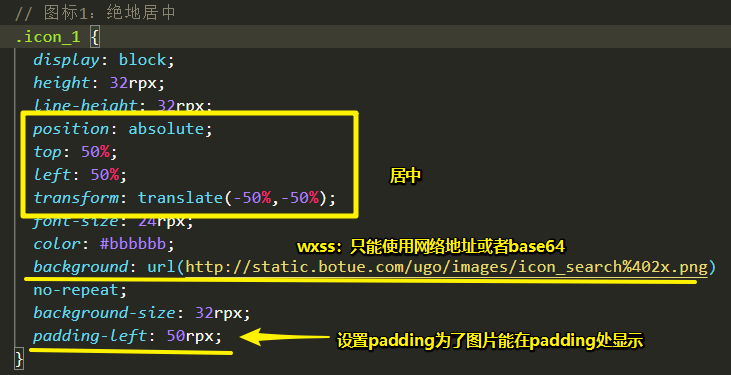 // 图标1：绝地居中
.icon_1 {
display: block;
height: 32rpx;
line-height: 32rpx;
position: absolute;
top: 50%;
left: 50%;
居中
transform: translate(-50%,-50%);
font-size: 24rpx;
color: #bbbbbb;
wxss：只能使用网络地址或者base64
background: url(http://static.botue.com/ugo/images/icon_search%402x.png)
no-repeat;
background-size: 32rpx;
padding-left: 50rpx;
设置padding为了图片能在padding处显示
}